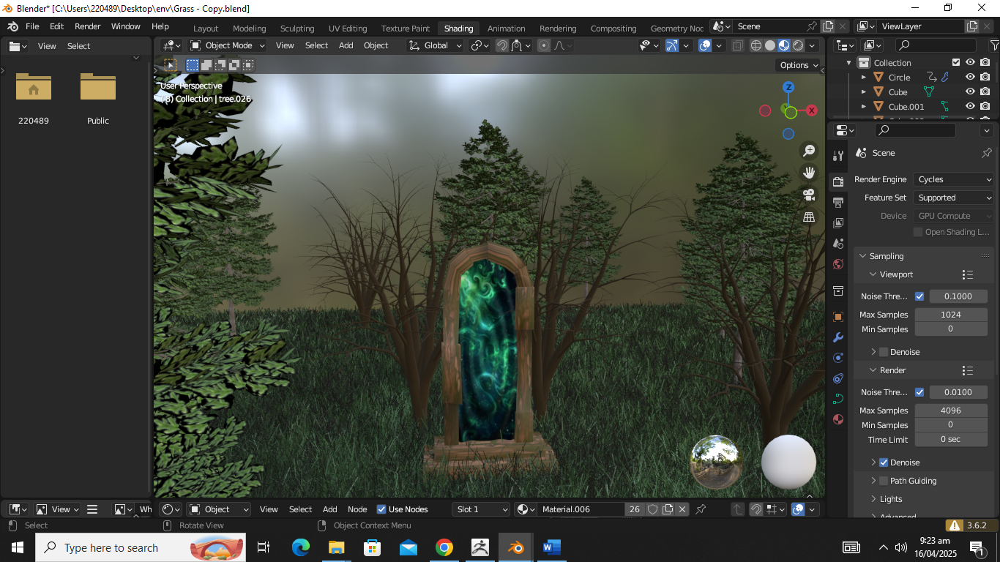 Blender* [C:\Users\220489\Desktop\env\Grass - Copy.blend]
File Edit Render Window Help
Layout Modeling Sculpting UV Editing Texture Paint Shading Animation Rendering Compositing Geometry Noc
Scene
ViewLayer
View Select
Object Mode View Select Add Object Global
Options
User Perspective
Collection | tree.026
220489 Public
Z
X
Collection
Circle
Cube
Cube.001
Scene
Render Engine Cycles
Feature Set Supported
Device GPU Compute
Open Shading L...
Sampling
Viewport
Noise Thre... 0.1000
Max Samples 1024
Min Samples 0
Denoise
Render
Noise Thre... 0.0100
Max Samples 4096
Min Samples 0
Time Limit 0 sec
Denoise
Path Guiding
Lights
Advanced
View Wh
Object View Select Add Node Use Nodes Slot 1 Material.006 26
Select Rotate View Object Context Menu 3.6.2
Type here to search
9:23 am
16/04/2025
1